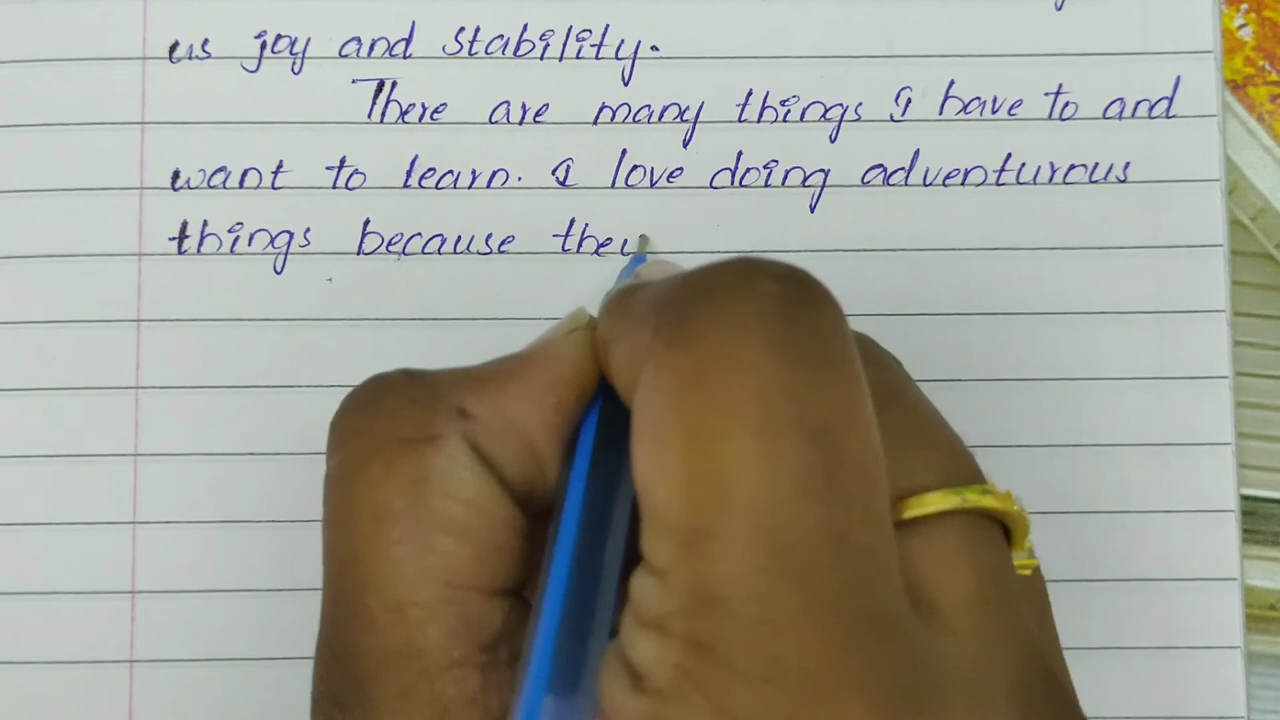 us joy and stability.
There are many things I have to and
want to learn. I love doing adventurous
things because they